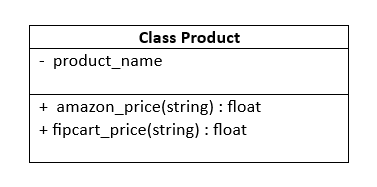 Class Product
- product_name
+ amazon_price(string) : float
+ fipcart_price(string) : float